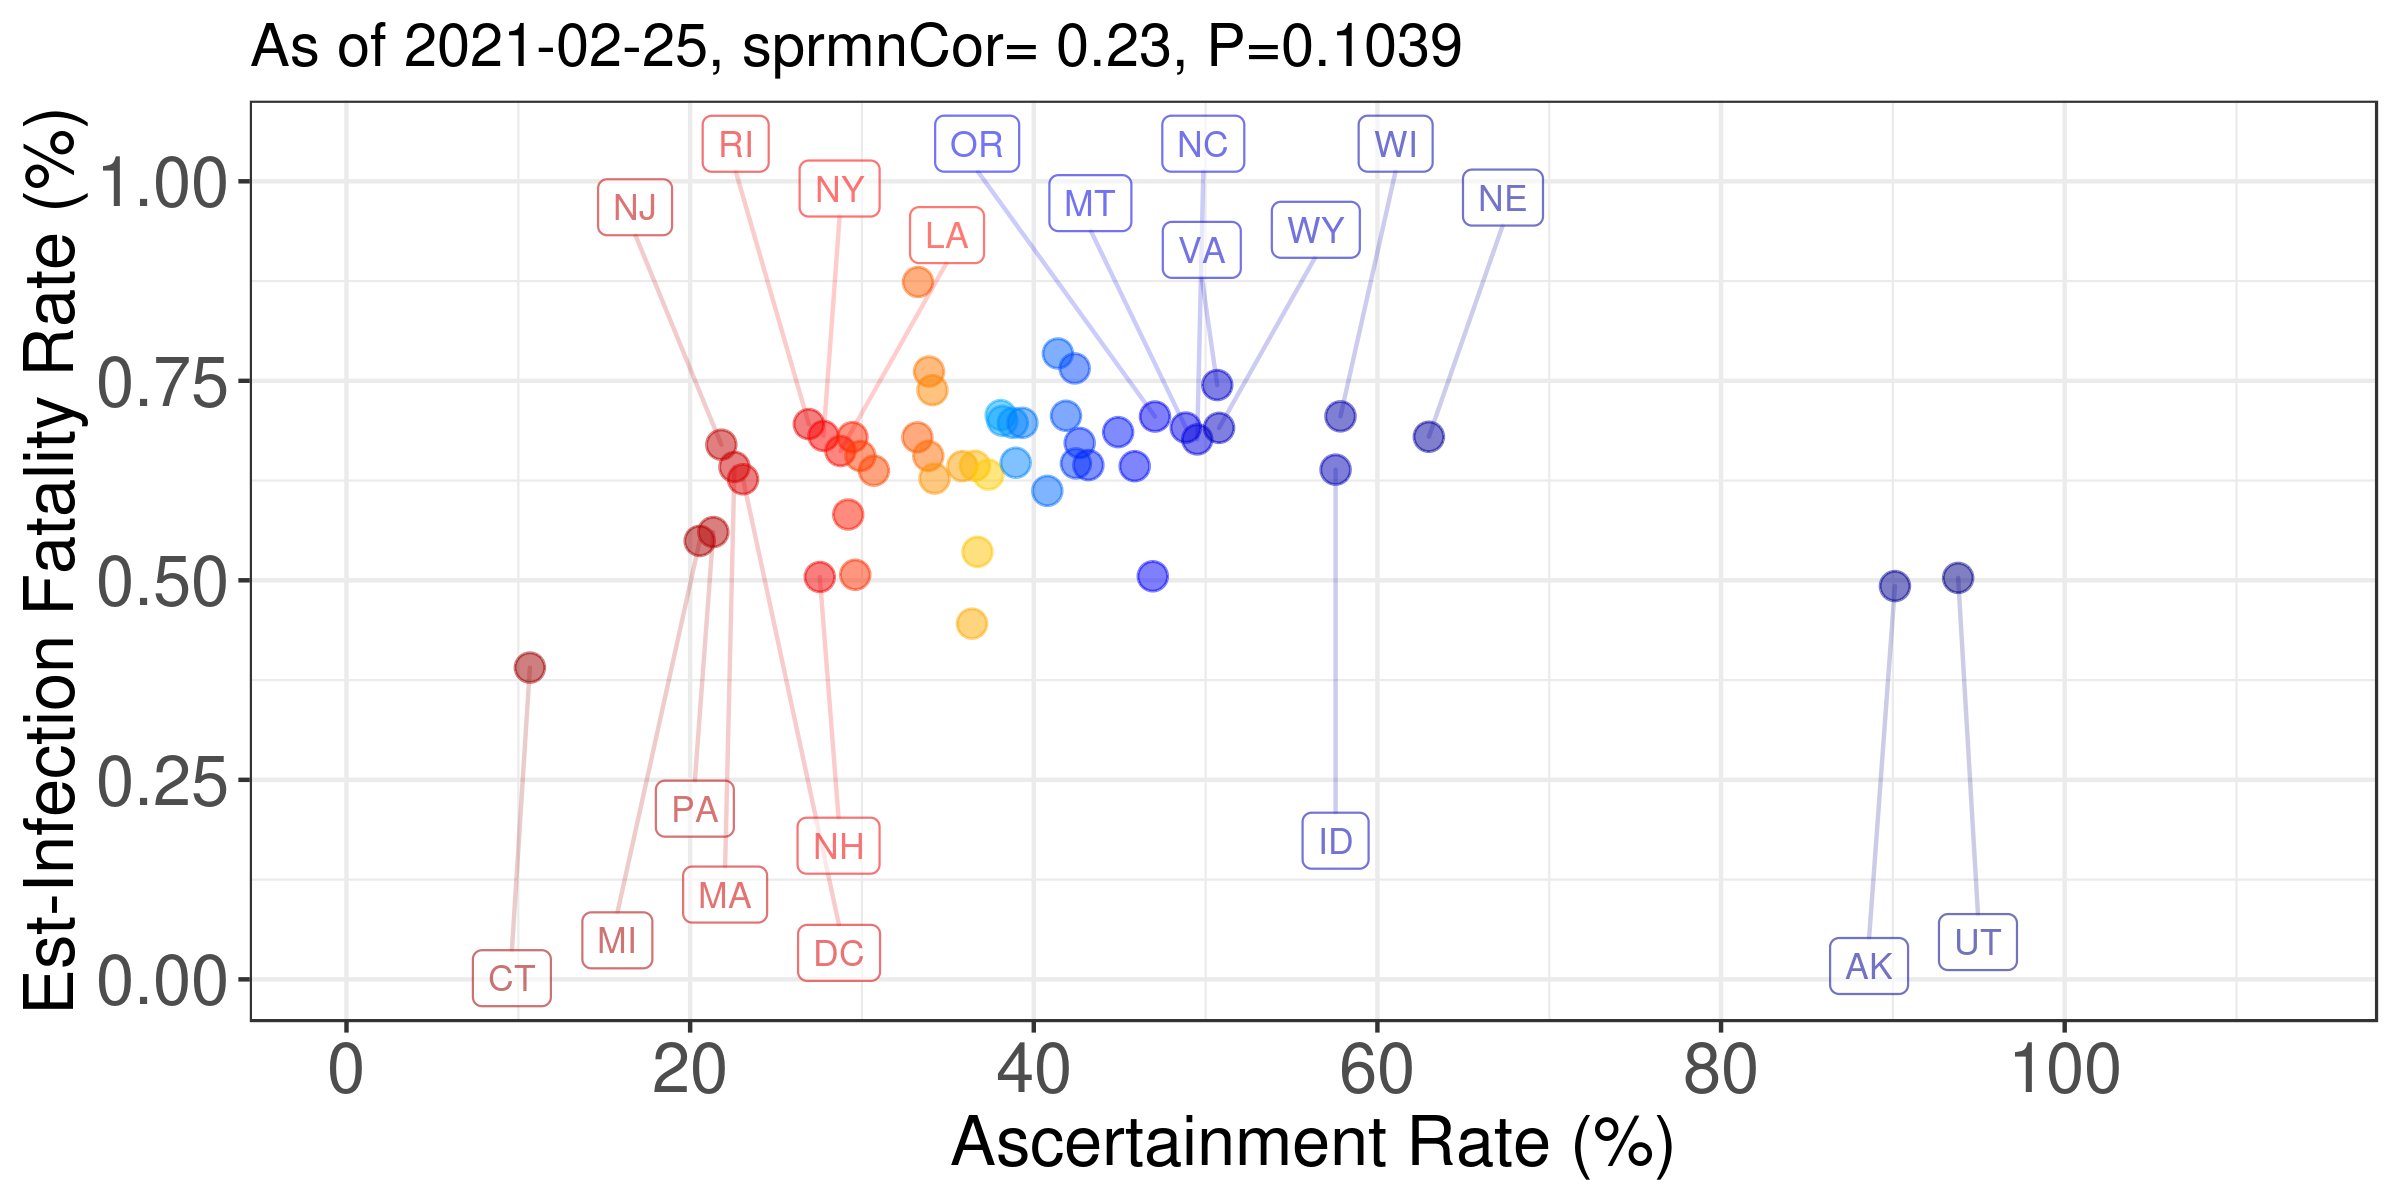 As of 2021-02-25, sprmnCor= 0.23, P=0.1039
Est-Infection Fatality Rate (%)
1.00
0.75
0.50
0.25
0.00
RI
OR
NC
WI
NY
NE
MT
NJ
WY
LA
VA
PA
ID
NH
MA
MI
UT
DC
AK
CT
0
20
40
60
80
100
Ascertainment Rate (%)